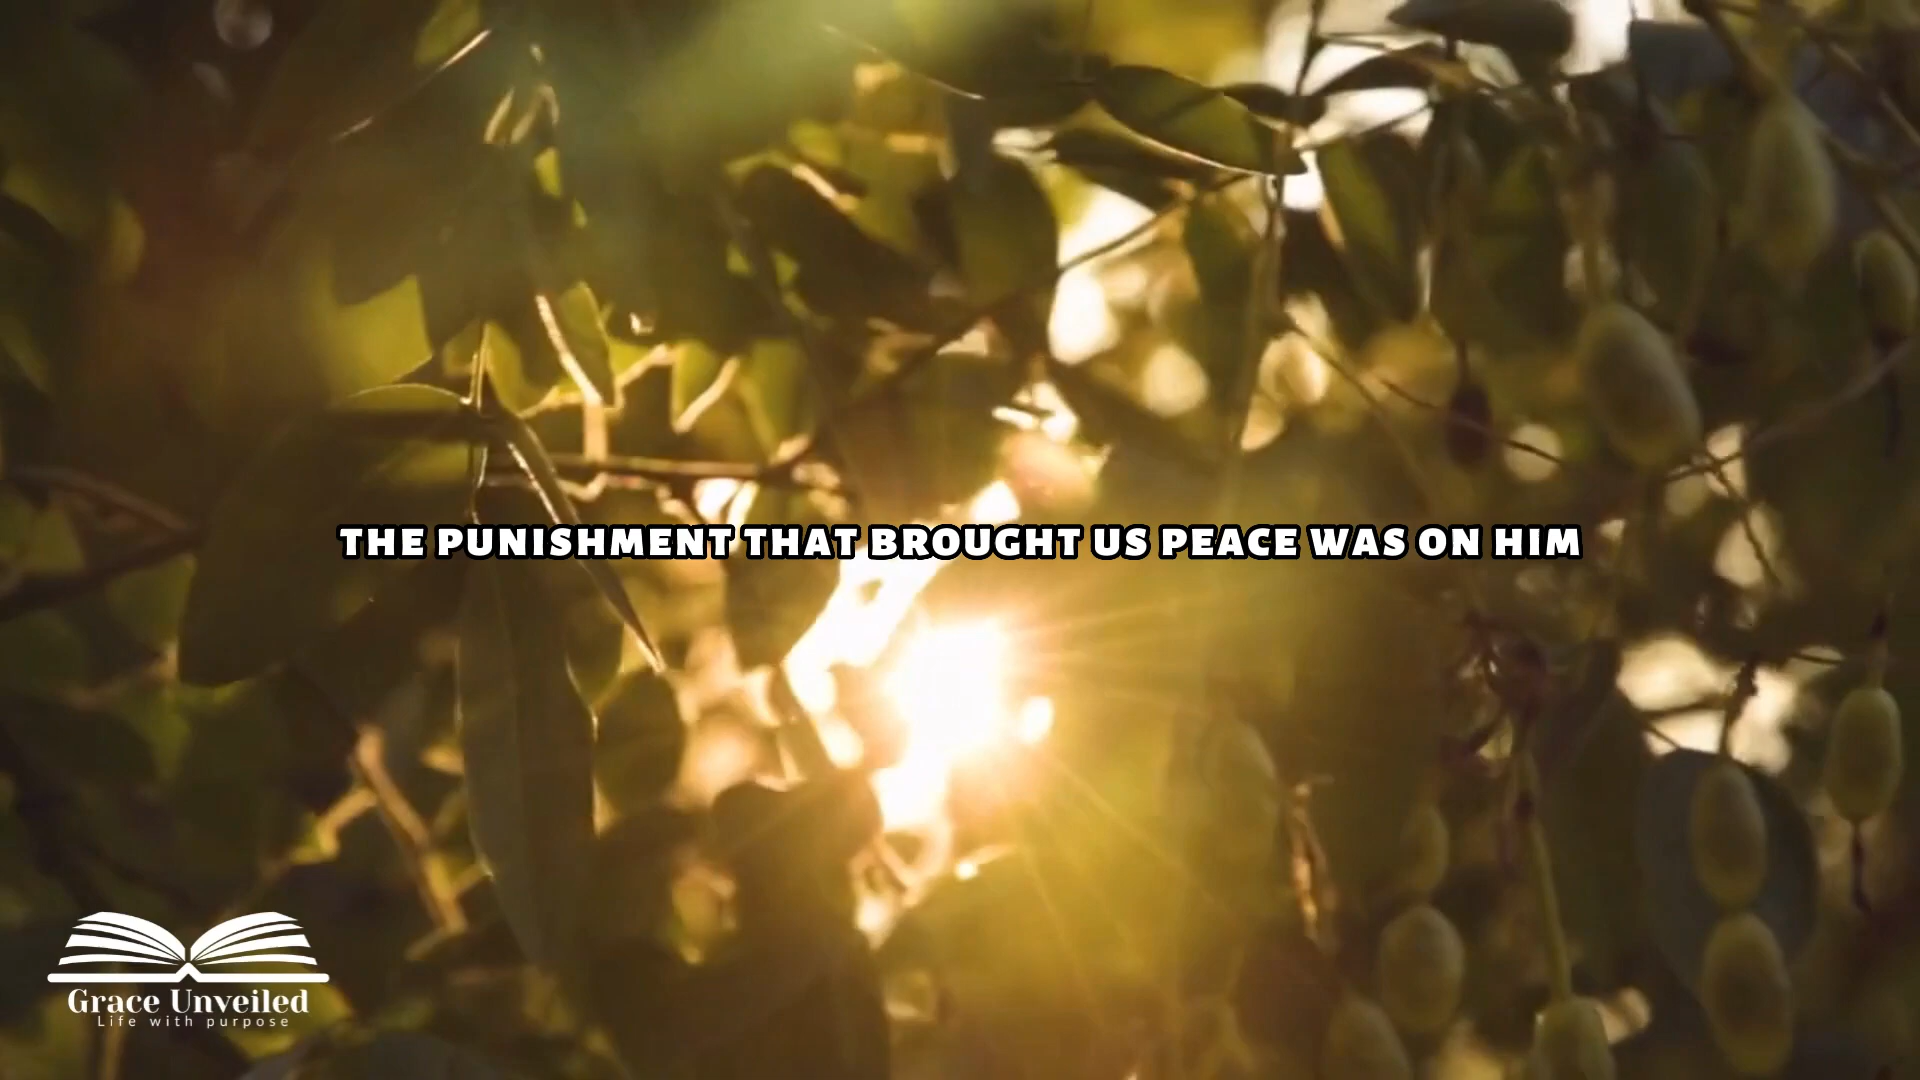 THE PUNISHMENT THAT BROUGHT US PEACE WAS ON HIM
Grace Unveiled
Life with purpose